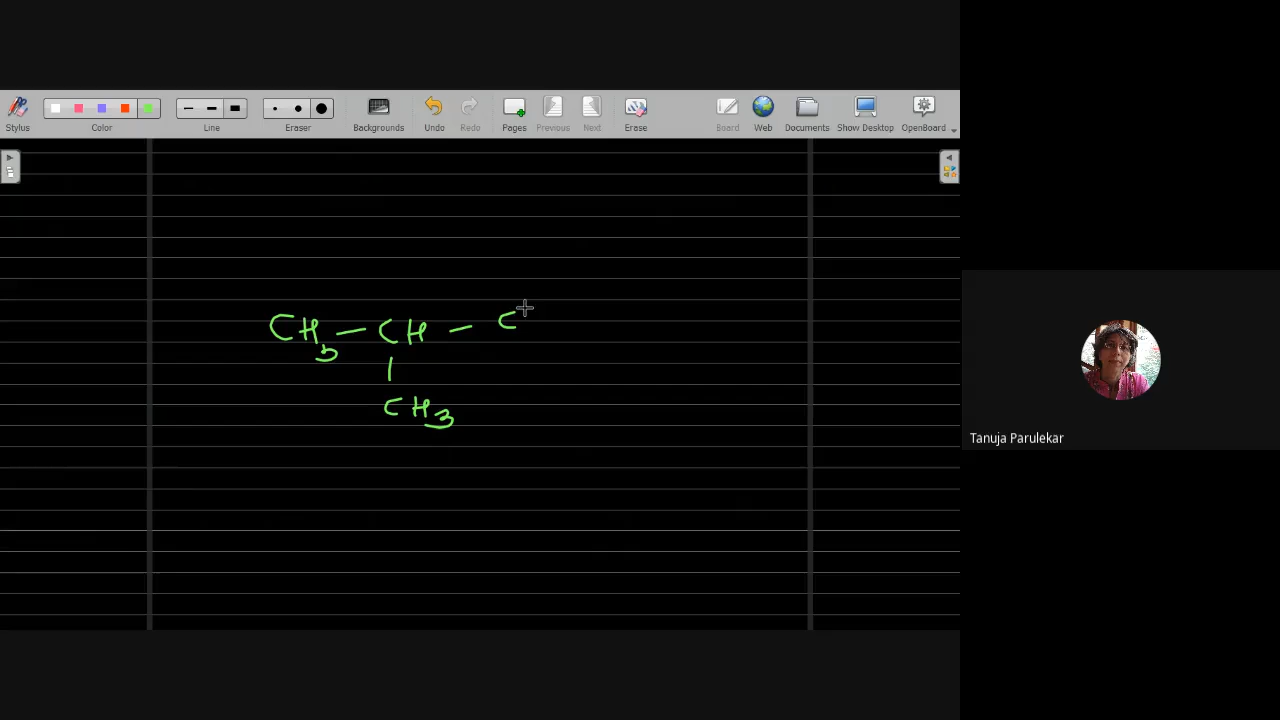 Stylus Color Line Eraser Backgrounds Undo Redo Pages Previous Next Erase Board Web Documents Show Desktop OpenBoard
CH3 — CH — C
|
CH3
Tanuja Parulekar